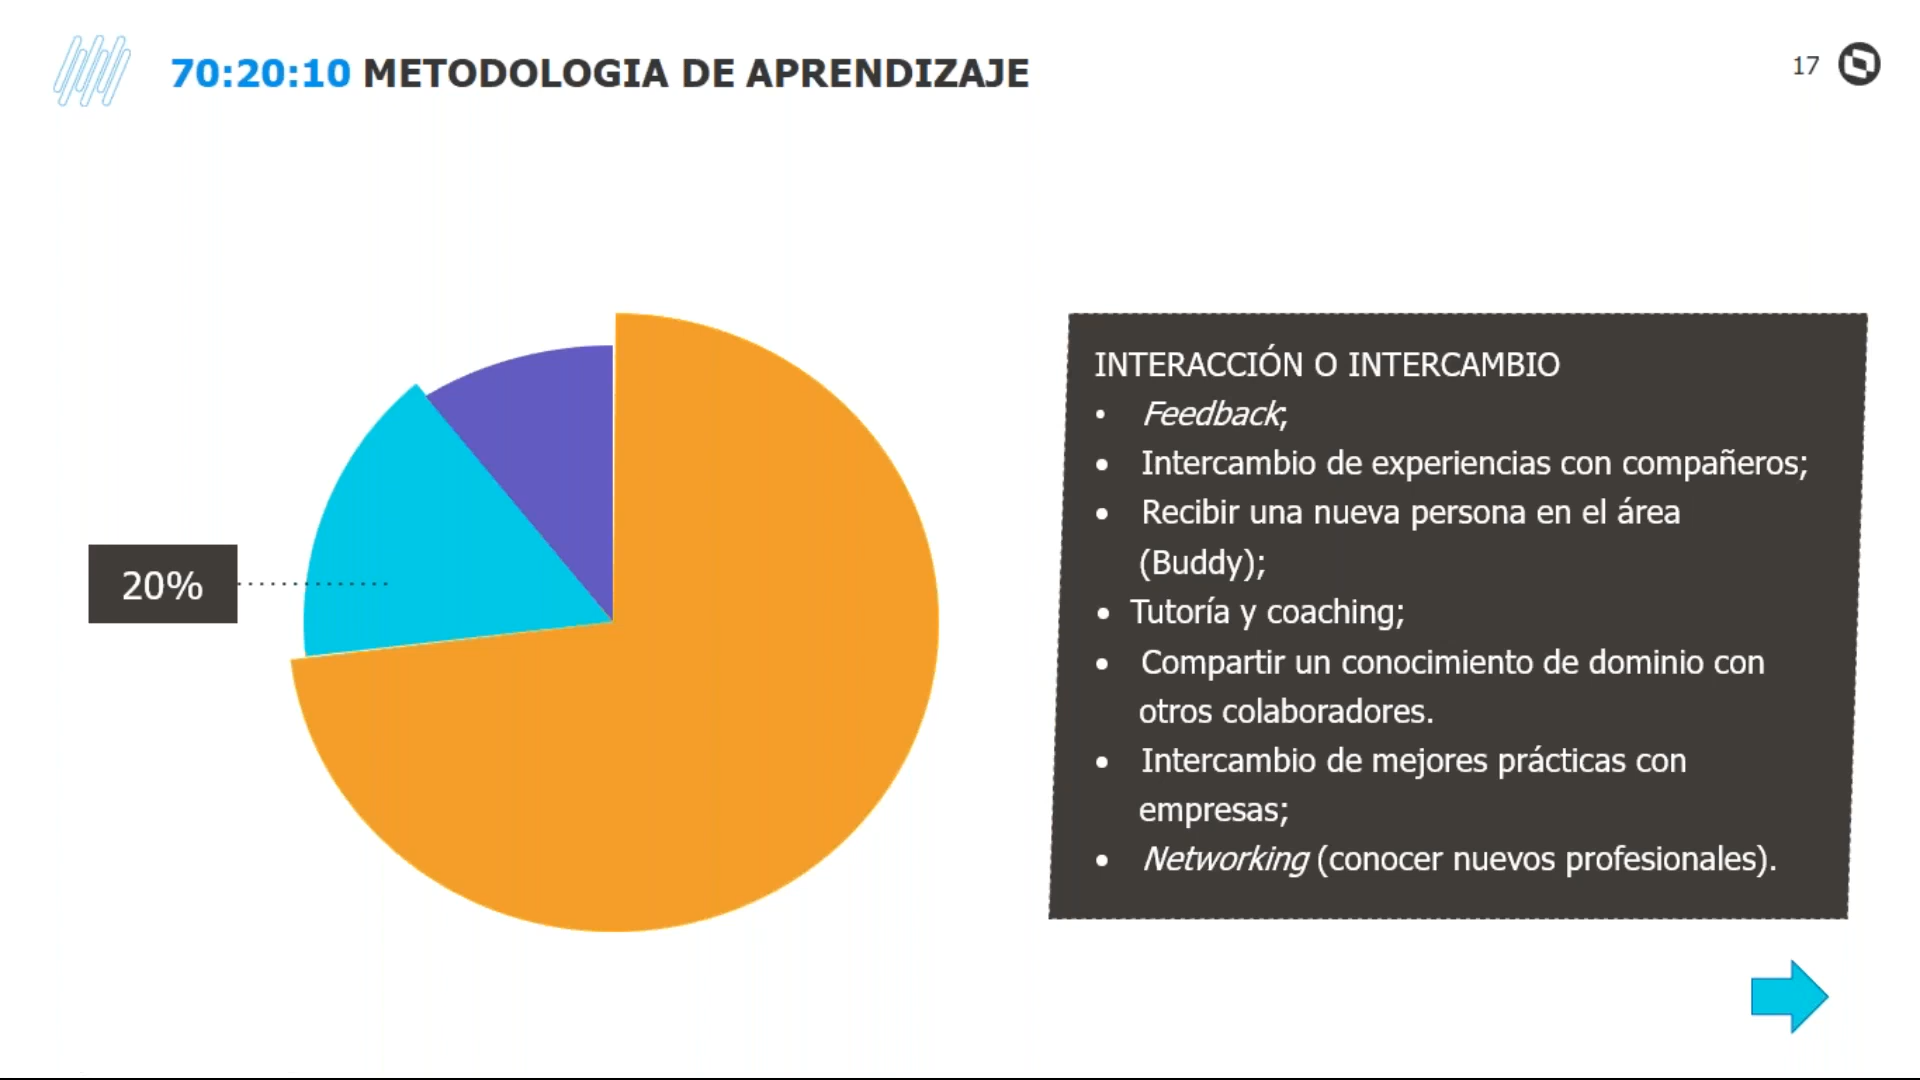 70:20:10 METODOLOGIA DE APRENDIZAJE
17
20%
INTERACCIÓN O INTERCAMBIO
• Feedback;
• Intercambio de experiencias con compañeros;
• Recibir una nueva persona en el área
(Buddy);
• Tutoría y coaching;
• Compartir un conocimiento de dominio con
otros colaboradores.
• Intercambio de mejores prácticas con
empresas;
• Networking (conocer nuevos profesionales).